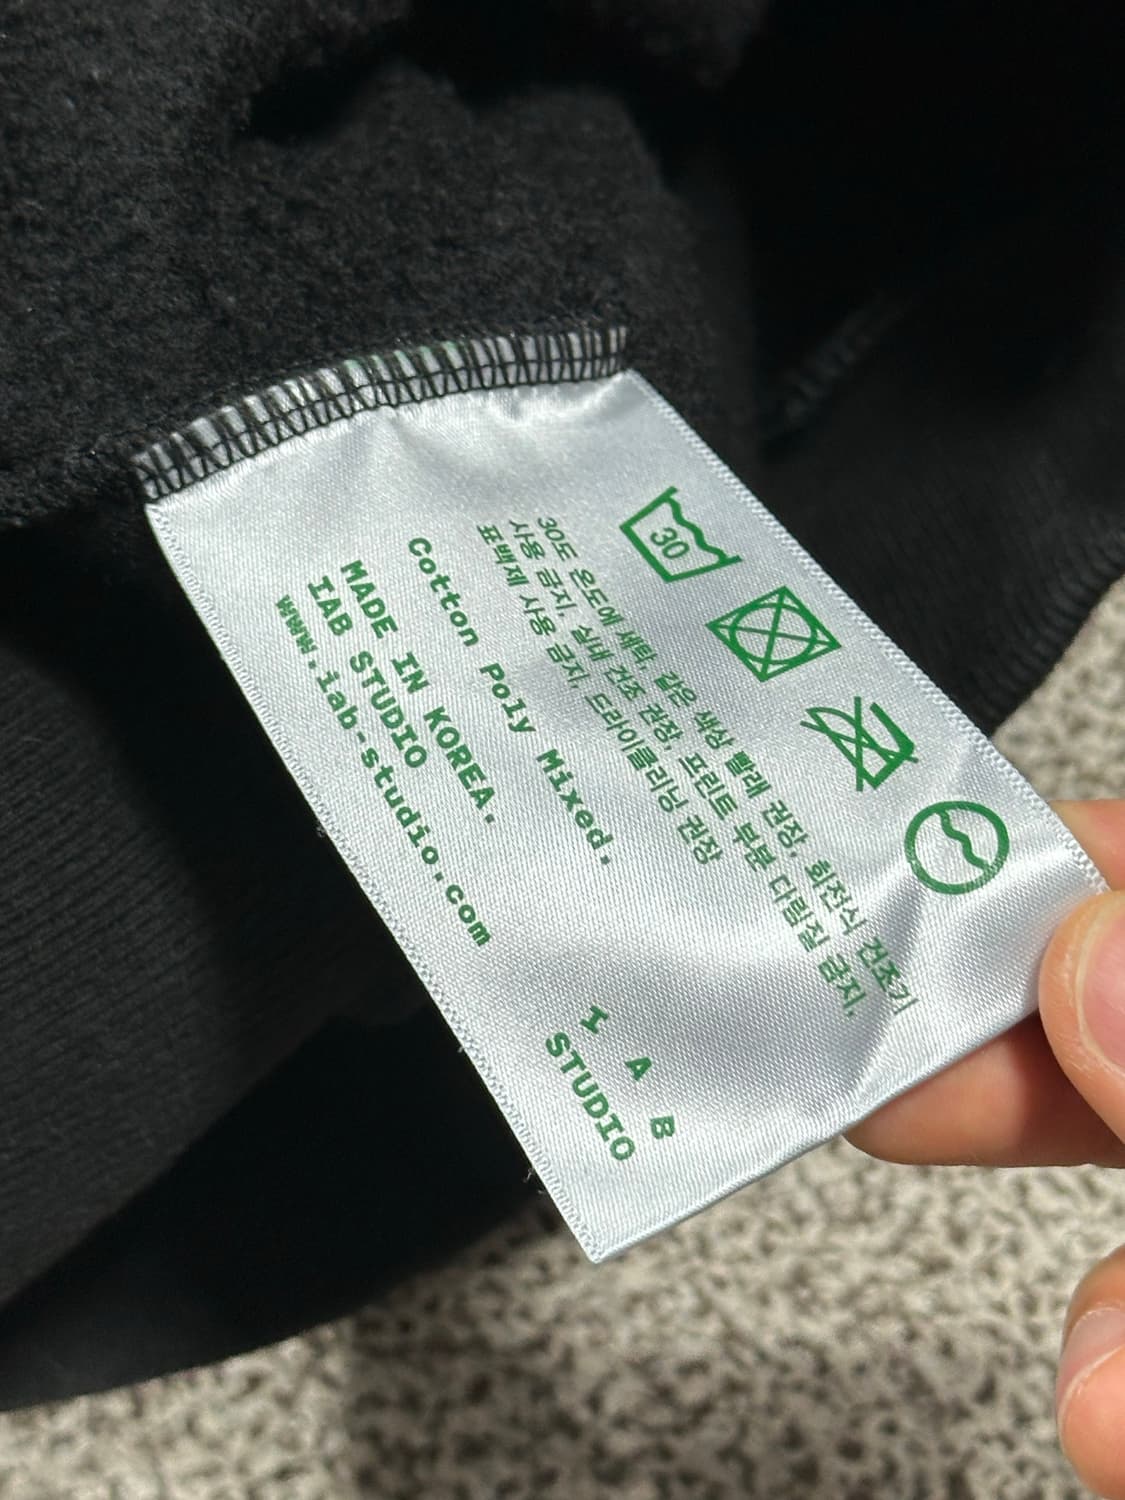 30
30도 온도에 세탁, 같은 색상 빨래 권장, 회전식 건조기
사용 금지, 실내 건조 권장, 프린트 부분 다림질 금지,
표백제 사용 금지, 드라이클리닝 권장
Cotton Poly Mixed.
MADE IN KOREA.
IAB STUDIO
www.iab-studio.com
I A B
STUDIO